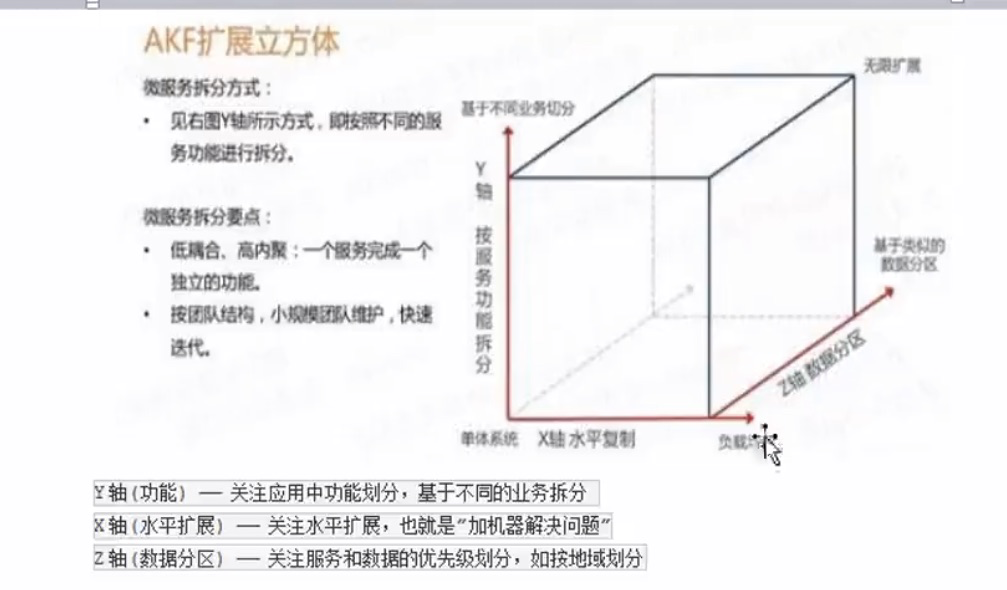 AKF扩展立方体
微服务拆分方式：
• 见右图Y轴所示方式，即按照不同的服
务功能进行拆分。
微服务拆分要点：
• 低耦合、高内聚：一个服务完成一个
独立的功能。
• 按团队结构，小规模团队维护，快速
迭代。
无限扩展
基于不同业务切分
Y轴 按服务功能拆分
基于类似的
数据分区
Z轴 数据分区
单体系统
X轴 水平复制
负载
Y轴(功能) — 关注应用中功能划分，基于不同的业务拆分
X轴(水平扩展) — 关注水平扩展，也就是"加机器解决问题"
Z轴(数据分区) — 关注服务和数据的优先级划分，如按地域划分